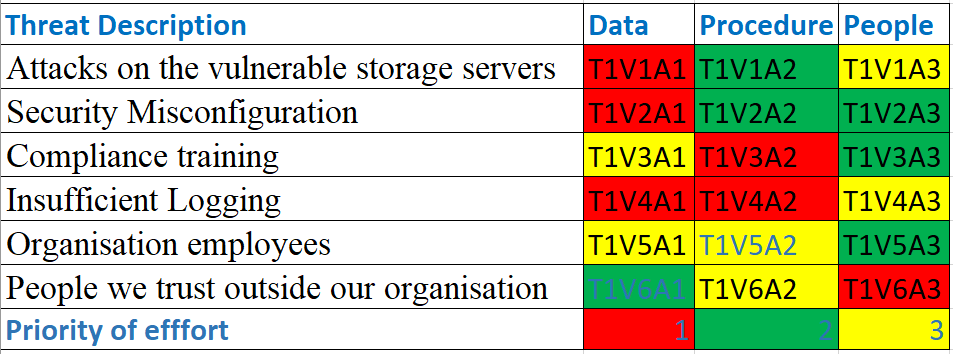 Threat Description Data Procedure People
Attacks on the vulnerable storage servers T1V1A1 T1V1A2 T1V1A3
Security Misconfiguration T1V2A1 T1V2A2 T1V2A3
Compliance training T1V3A1 T1V3A2 T1V3A3
Insufficient Logging T1V4A1 T1V4A2 T1V4A3
Organisation employees T1V5A1 T1V5A2 T1V5A3
People we trust outside our organisation T1V6A1 T1V6A2 T1V6A3
Priority of efffort 1 2 3